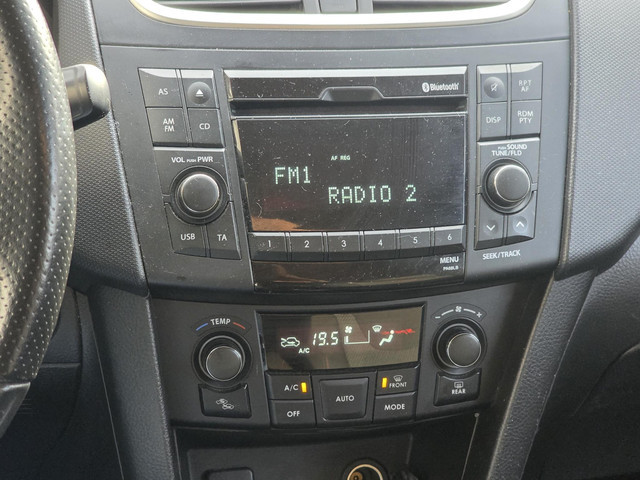 Bluetooth
AS
RPT
AF
AM
FM
CD
DISP
ROM
PTY
AF REG
FM1
RADIO 2
VOL PUSH PWR
PUSH SOUND
TUNE/FLD
USB
TA
1 2 3 4 5 6
MENU
SEEK/TRACK
TEMP
19.5
A/C
A/C
AUTO
FRONT
OFF
MODE
REAR